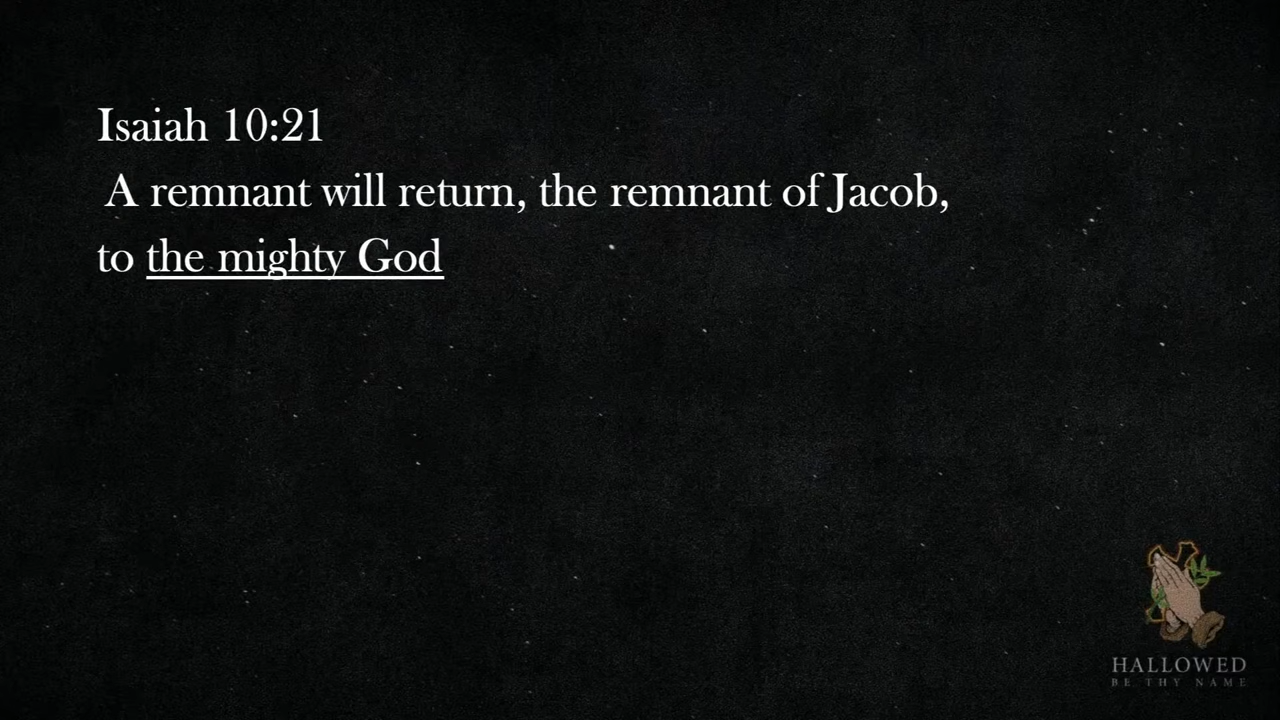 Isaiah 10:21
A remnant will return, the remnant of Jacob,
to the mighty God
HALLOWED
BE THY NAME